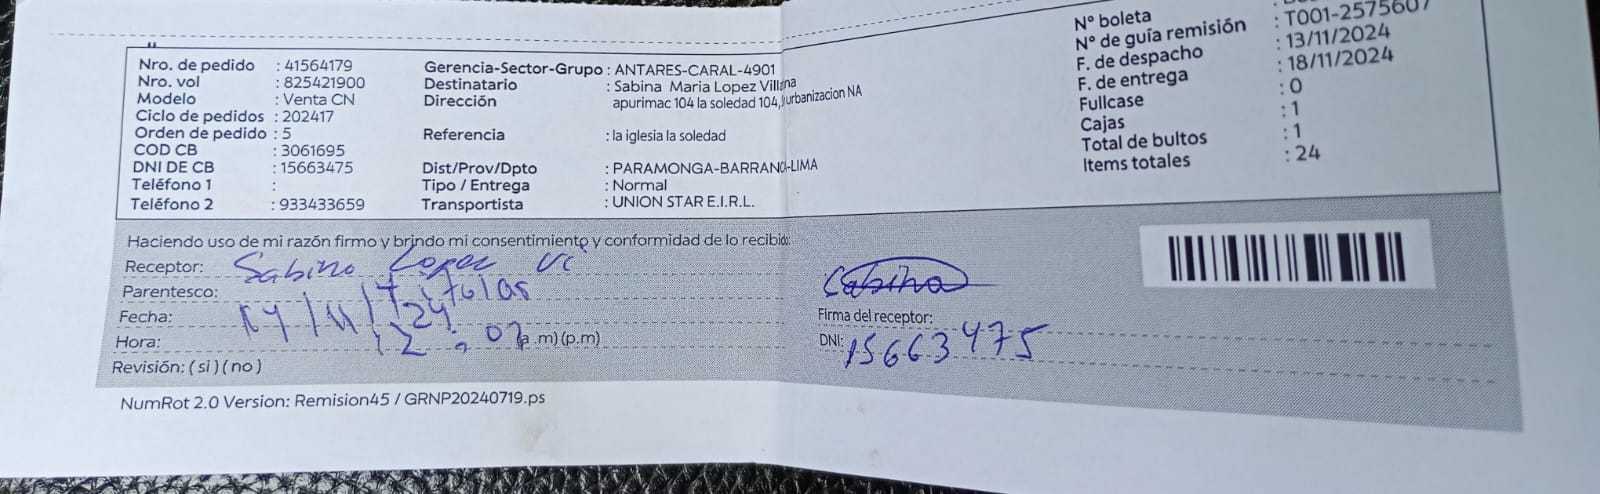 Nro. de pedido : 41564179
Nro. vol : 825421900
Modelo : Venta CN
Ciclo de pedidos : 202417
Orden de pedido : 5
COD CB : 3061695
DNI DE CB : 15663475
Teléfono 1 :
Teléfono 2 : 933433659
Gerencia-Sector-Grupo : ANTARES-CARAL-4901
Destinatario : Sabina Maria Lopez
Dirección apurimac 104 la soledad 104, urbanizacion NA
Referencia : la iglesia la soledad
Dist/Prov/Dpto : PARAMONGA-BARRANC-LIMA
Tipo / Entrega : Normal
Transportista : UNION STAR E.I.R.L.
N° boleta
N° de guía remisión : T001-2575607
F. de despacho : 13/11/2024
F. de entrega : 18/11/2024
Fullcase : 0
Cajas : 1
Total de bultos : 1
Items totales : 24
Haciendo uso de mi razón firmo y brindo mi consentimiento y conformidad de lo recibido:
Receptor: Sabino Lopez Vi
Parentesco: Titular
Fecha: 14/11/24
Hora: 12:07 (a .m) (p.m)
Revisión: ( si ) ( no )
Sabina
Firma del receptor:
DNI: 15663475
NumRot 2.0 Version: Remision45 / GRNP20240719.ps